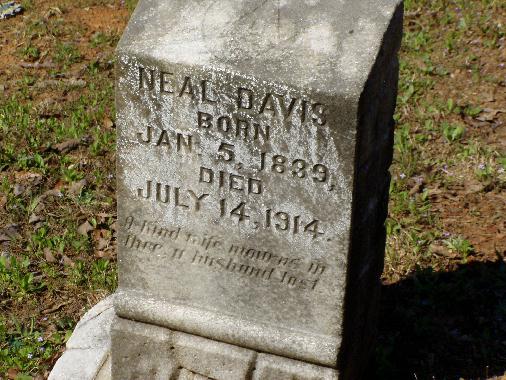 NEAL DAVIS
BORN
JAN. 5, 1839,
DIED
JULY 14, 1914.
A kind wife mourns in
thee, a husband lost